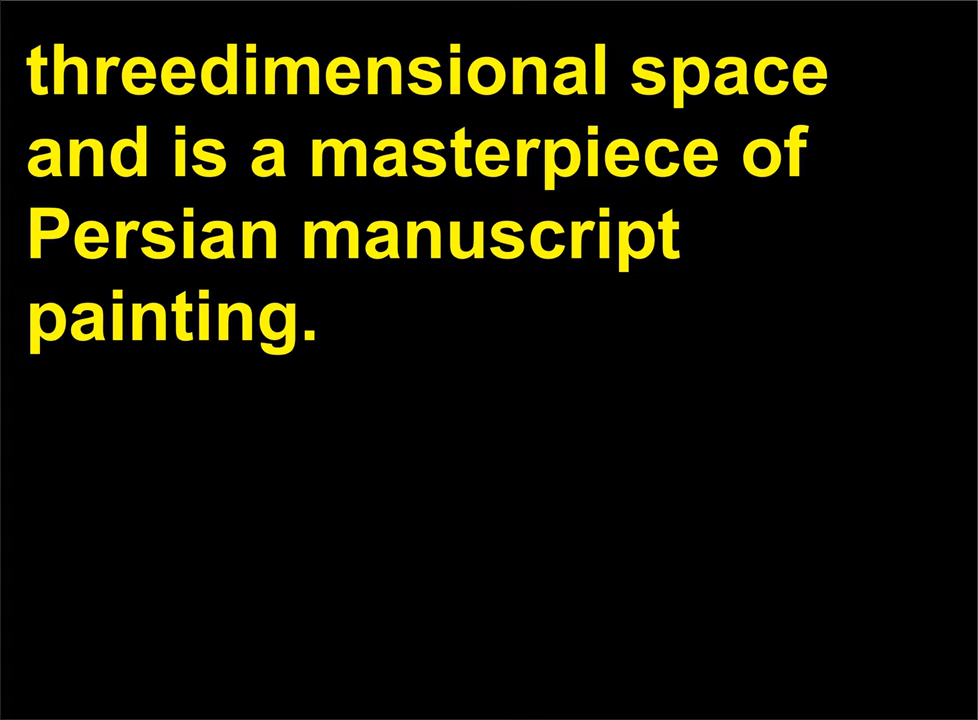 threedimensional space
and is a masterpiece of
Persian manuscript
painting.